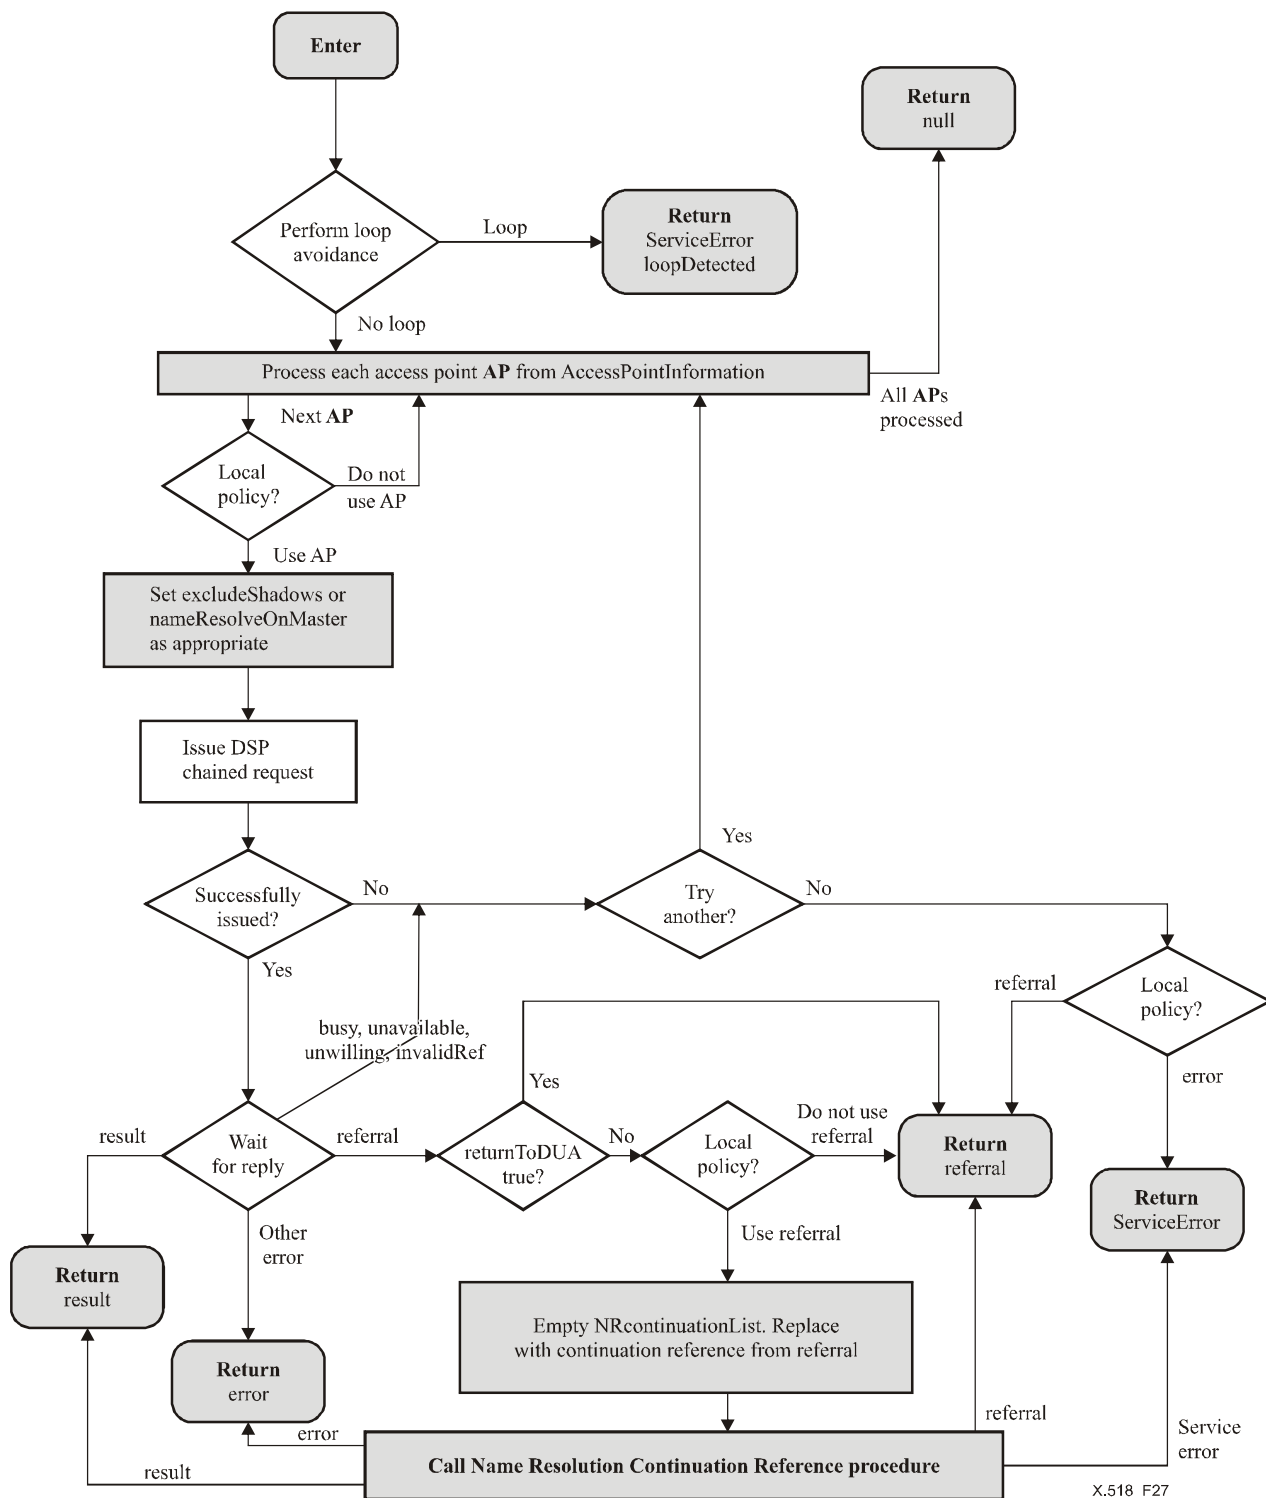 Enter
Return
null
Perform loop
avoidance
Loop
Return
ServiceError
loopDetected
No loop
Process each access point AP from AccessPointInformation
All APs
processed
Next AP
Local
policy?
Do not
use AP
Use AP
Set excludeShadows or
nameResolveOnMaster
as appropriate
Issue DSP
chained request
Yes
Successfully
issued?
No
Try
another?
No
Yes
referral
Local
policy?
busy, unavailable,
unwilling, invalidRef
Yes
error
result
Wait
for reply
referral
returnToDUA
true?
No
Local
policy?
Do not use
referral
Return
referral
Return
ServiceError
Other
error
Use referral
Return
result
Empty NRcontinuationList. Replace
with continuation reference from referral
Return
error
referral
Service
error
error
result
Call Name Resolution Continuation Reference procedure
X.518_F27